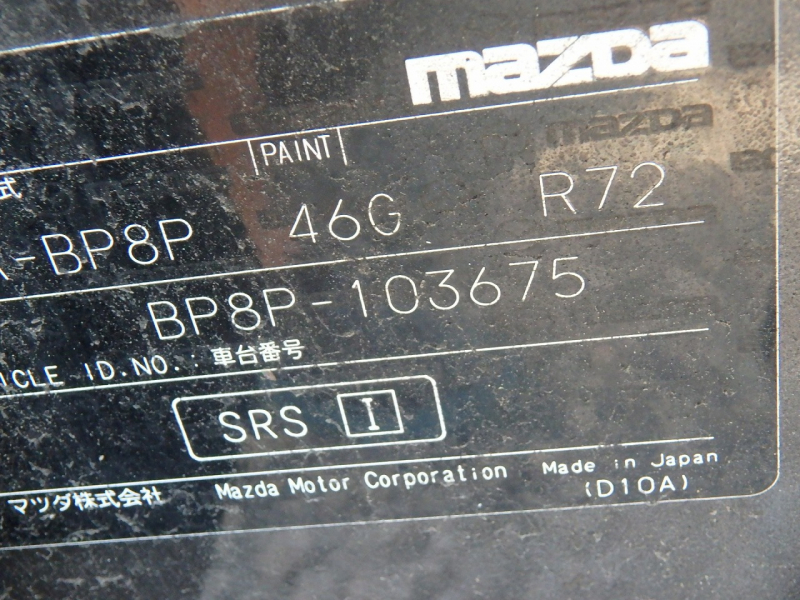 mazda
PAINT
式
-BP8P 46G R72
BP8P-103675
ICLE ID.NO.: 車台番号
SRS I
マツダ株式会社 Mazda Motor Corporation Made in Japan
(D10A)